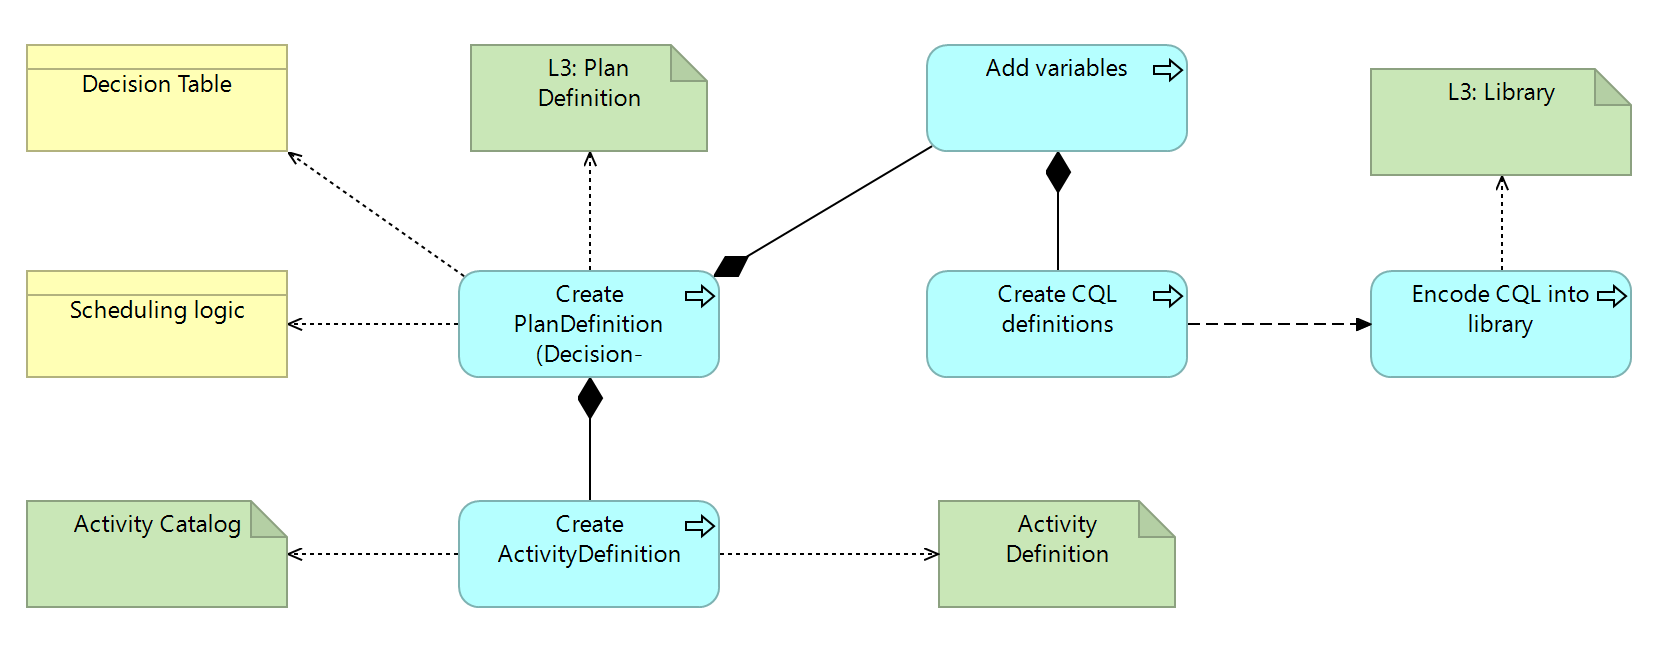 Decision Table
L3: Plan
Definition
Add variables
L3: Library
Scheduling logic
Create
PlanDefinition
(Decision-
Create CQL
definitions
Encode CQL into
library
Activity Catalog
Create
ActivityDefinition
Activity
Definition